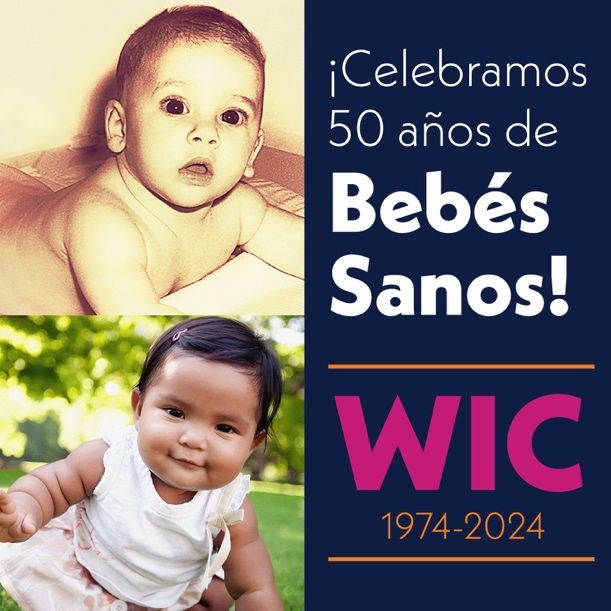 ¡Celebramos
50 años de
Bebés
Sanos!
WIC
1974-2024